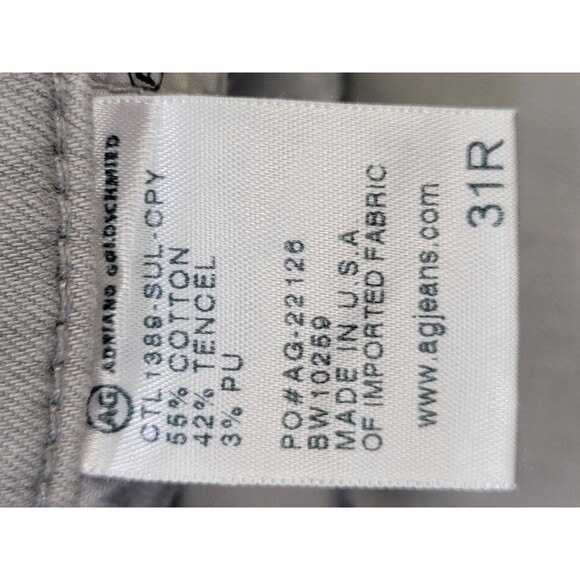 AG ADRIANO GOLDSCHMIED
CTL 1389-SUL-CPY
55% COTTON
42% TENCEL
3% PU
PO#AG-22126
BW10259
MADE IN U.S.A
OF IMPORTED FABRIC
www.agjeans.com
31R